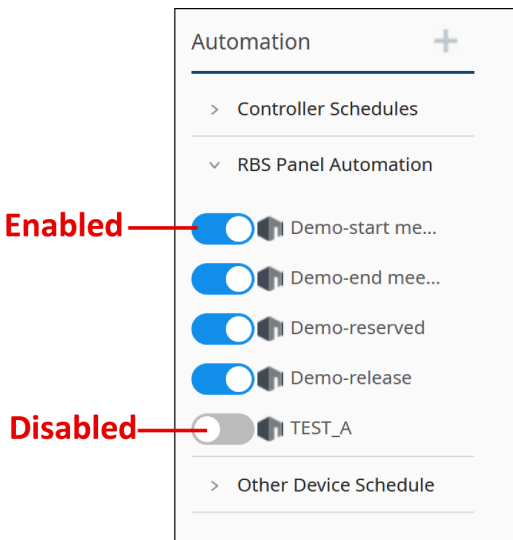 Automation
Controller Schedules
RBS Panel Automation
Enabled
Demo-start me...
Demo-end mee...
Demo-reserved
Demo-release
Disabled
TEST_A
Other Device Schedule